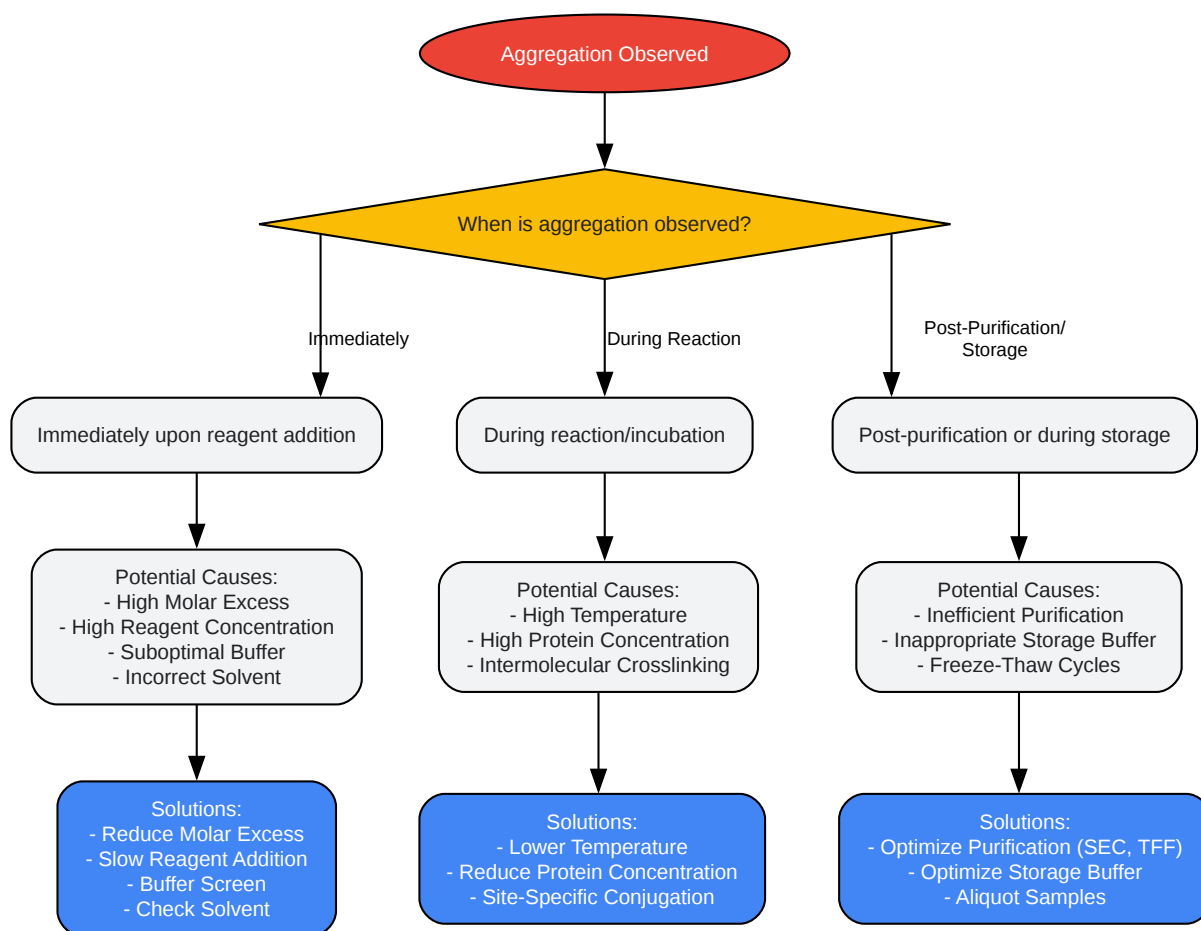 Aggregation Observed
When is aggregation observed?
Immediately
During Reaction
Post-Purification/
Storage
Immediately upon reagent addition
During reaction/incubation
Post-purification or during storage
Potential Causes:
- High Molar Excess
- High Reagent Concentration
- Suboptimal Buffer
- Incorrect Solvent
Potential Causes:
- High Temperature
- High Protein Concentration
- Intermolecular Crosslinking
Potential Causes:
- Inefficient Purification
- Inappropriate Storage Buffer
- Freeze-Thaw Cycles
Solutions:
- Reduce Molar Excess
- Slow Reagent Addition
- Buffer Screen
- Check Solvent
Solutions:
- Lower Temperature
- Reduce Protein Concentration
- Site-Specific Conjugation
Solutions:
- Optimize Purification (SEC, TFF)
- Optimize Storage Buffer
- Aliquot Samples